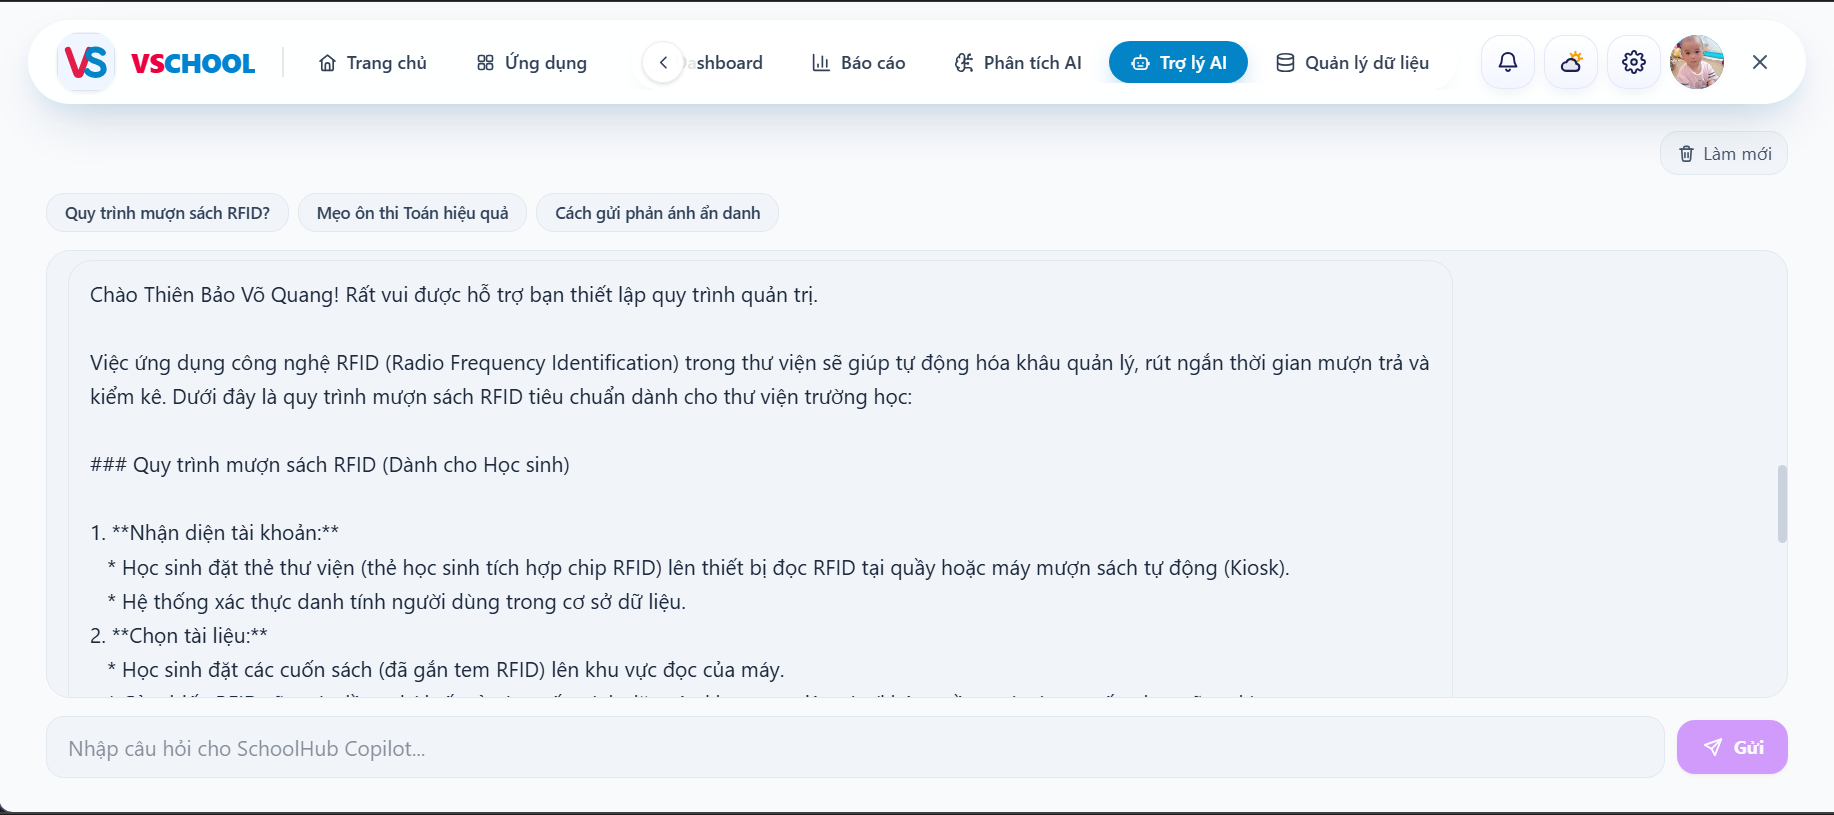 VS VSCHOOL
Trang chủ
Ứng dụng
ashboard
Báo cáo
Phân tích AI
Trợ lý AI
Quản lý dữ liệu
Làm mới
Quy trình mượn sách RFID?
Mẹo ôn thi Toán hiệu quả
Cách gửi phản ánh ẩn danh
Chào Thiên Bảo Võ Quang! Rất vui được hỗ trợ bạn thiết lập quy trình quản trị.
Việc ứng dụng công nghệ RFID (Radio Frequency Identification) trong thư viện sẽ giúp tự động hóa khâu quản lý, rút ngắn thời gian mượn trả và
kiểm kê. Dưới đây là quy trình mượn sách RFID tiêu chuẩn dành cho thư viện trường học:
### Quy trình mượn sách RFID (Dành cho Học sinh)
1. **Nhận diện tài khoản:**
* Học sinh đặt thẻ thư viện (thẻ học sinh tích hợp chip RFID) lên thiết bị đọc RFID tại quầy hoặc máy mượn sách tự động (Kiosk).
* Hệ thống xác thực danh tính người dùng trong cơ sở dữ liệu.
2. **Chọn tài liệu:**
* Học sinh đặt các cuốn sách (đã gắn tem RFID) lên khu vực đọc của máy.
Nhập câu hỏi cho SchoolHub Copilot...
Gửi